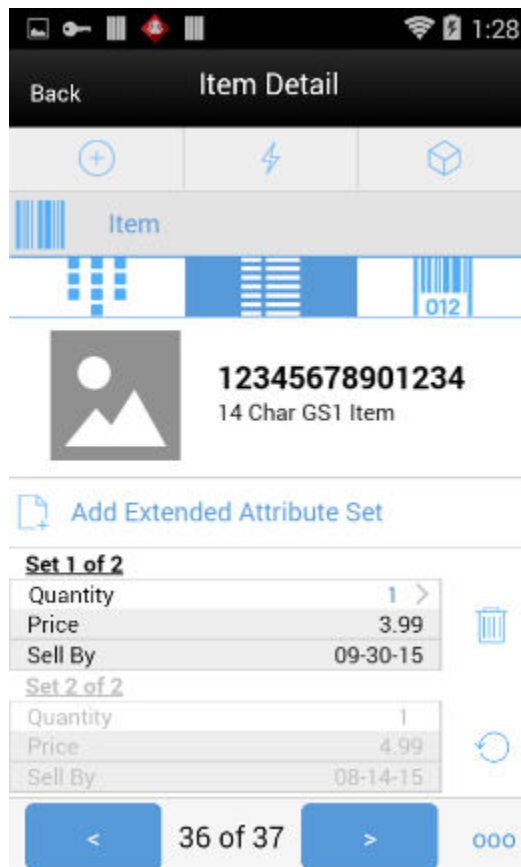 1:28
Back
Item Detail
Item
012
12345678901234
14 Char GS1 Item
Add Extended Attribute Set
Set 1 of 2
Quantity 1 >
Price 3.99
Sell By 09-30-15
Set 2 of 2
Quantity 1
Price 4.99
Sell By 08-14-15
< 36 of 37 > ooo